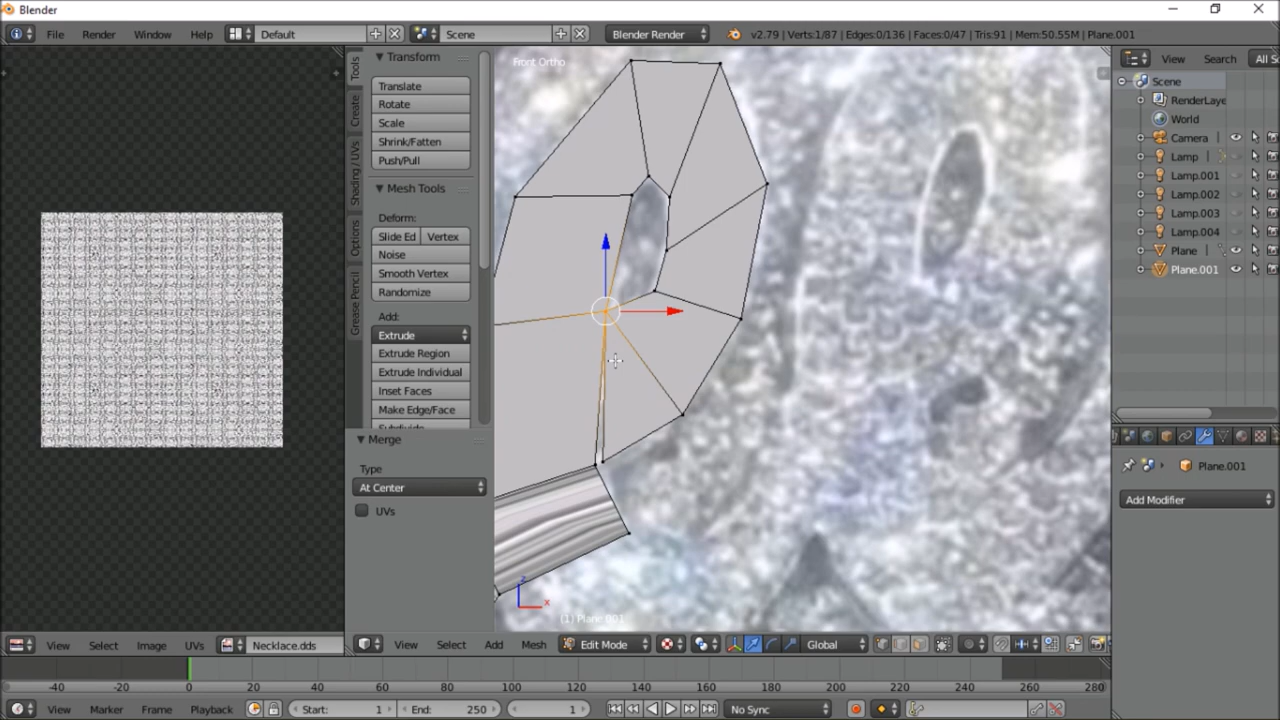 Blender
File Render Window Help Default Scene Blender Render v2.79 | Verts:1/87 | Edges:0/136 | Faces:0/47 | Tris:91 | Mem:50.55M | Plane.001
Tools
Create
Shading / UVs
Options
Grease Pencil
Transform
Translate
Rotate
Scale
Shrink/Fatten
Push/Pull
Mesh Tools
Deform:
Slide Ed Vertex
Noise
Smooth Vertex
Randomize
Add:
Extrude
Extrude Region
Extrude Individual
Inset Faces
Make Edge/Face
Merge
Type
At Center
UVs
Front Ortho
z
x
(1) Plane.001
View Search All Sc
Scene
RenderLaye
World
Camera
Lamp
Lamp.001
Lamp.002
Lamp.003
Lamp.004
Plane
Plane.001
Plane.001
Add Modifier
View Select Image UVs Necklace.dds
View Select Add Mesh Edit Mode Global
-40 -20 0 20 40 60 80 100 120 140 160 180 200 220 240 260 280
View Marker Frame Playback Start: 1 End: 250 1 No Sync